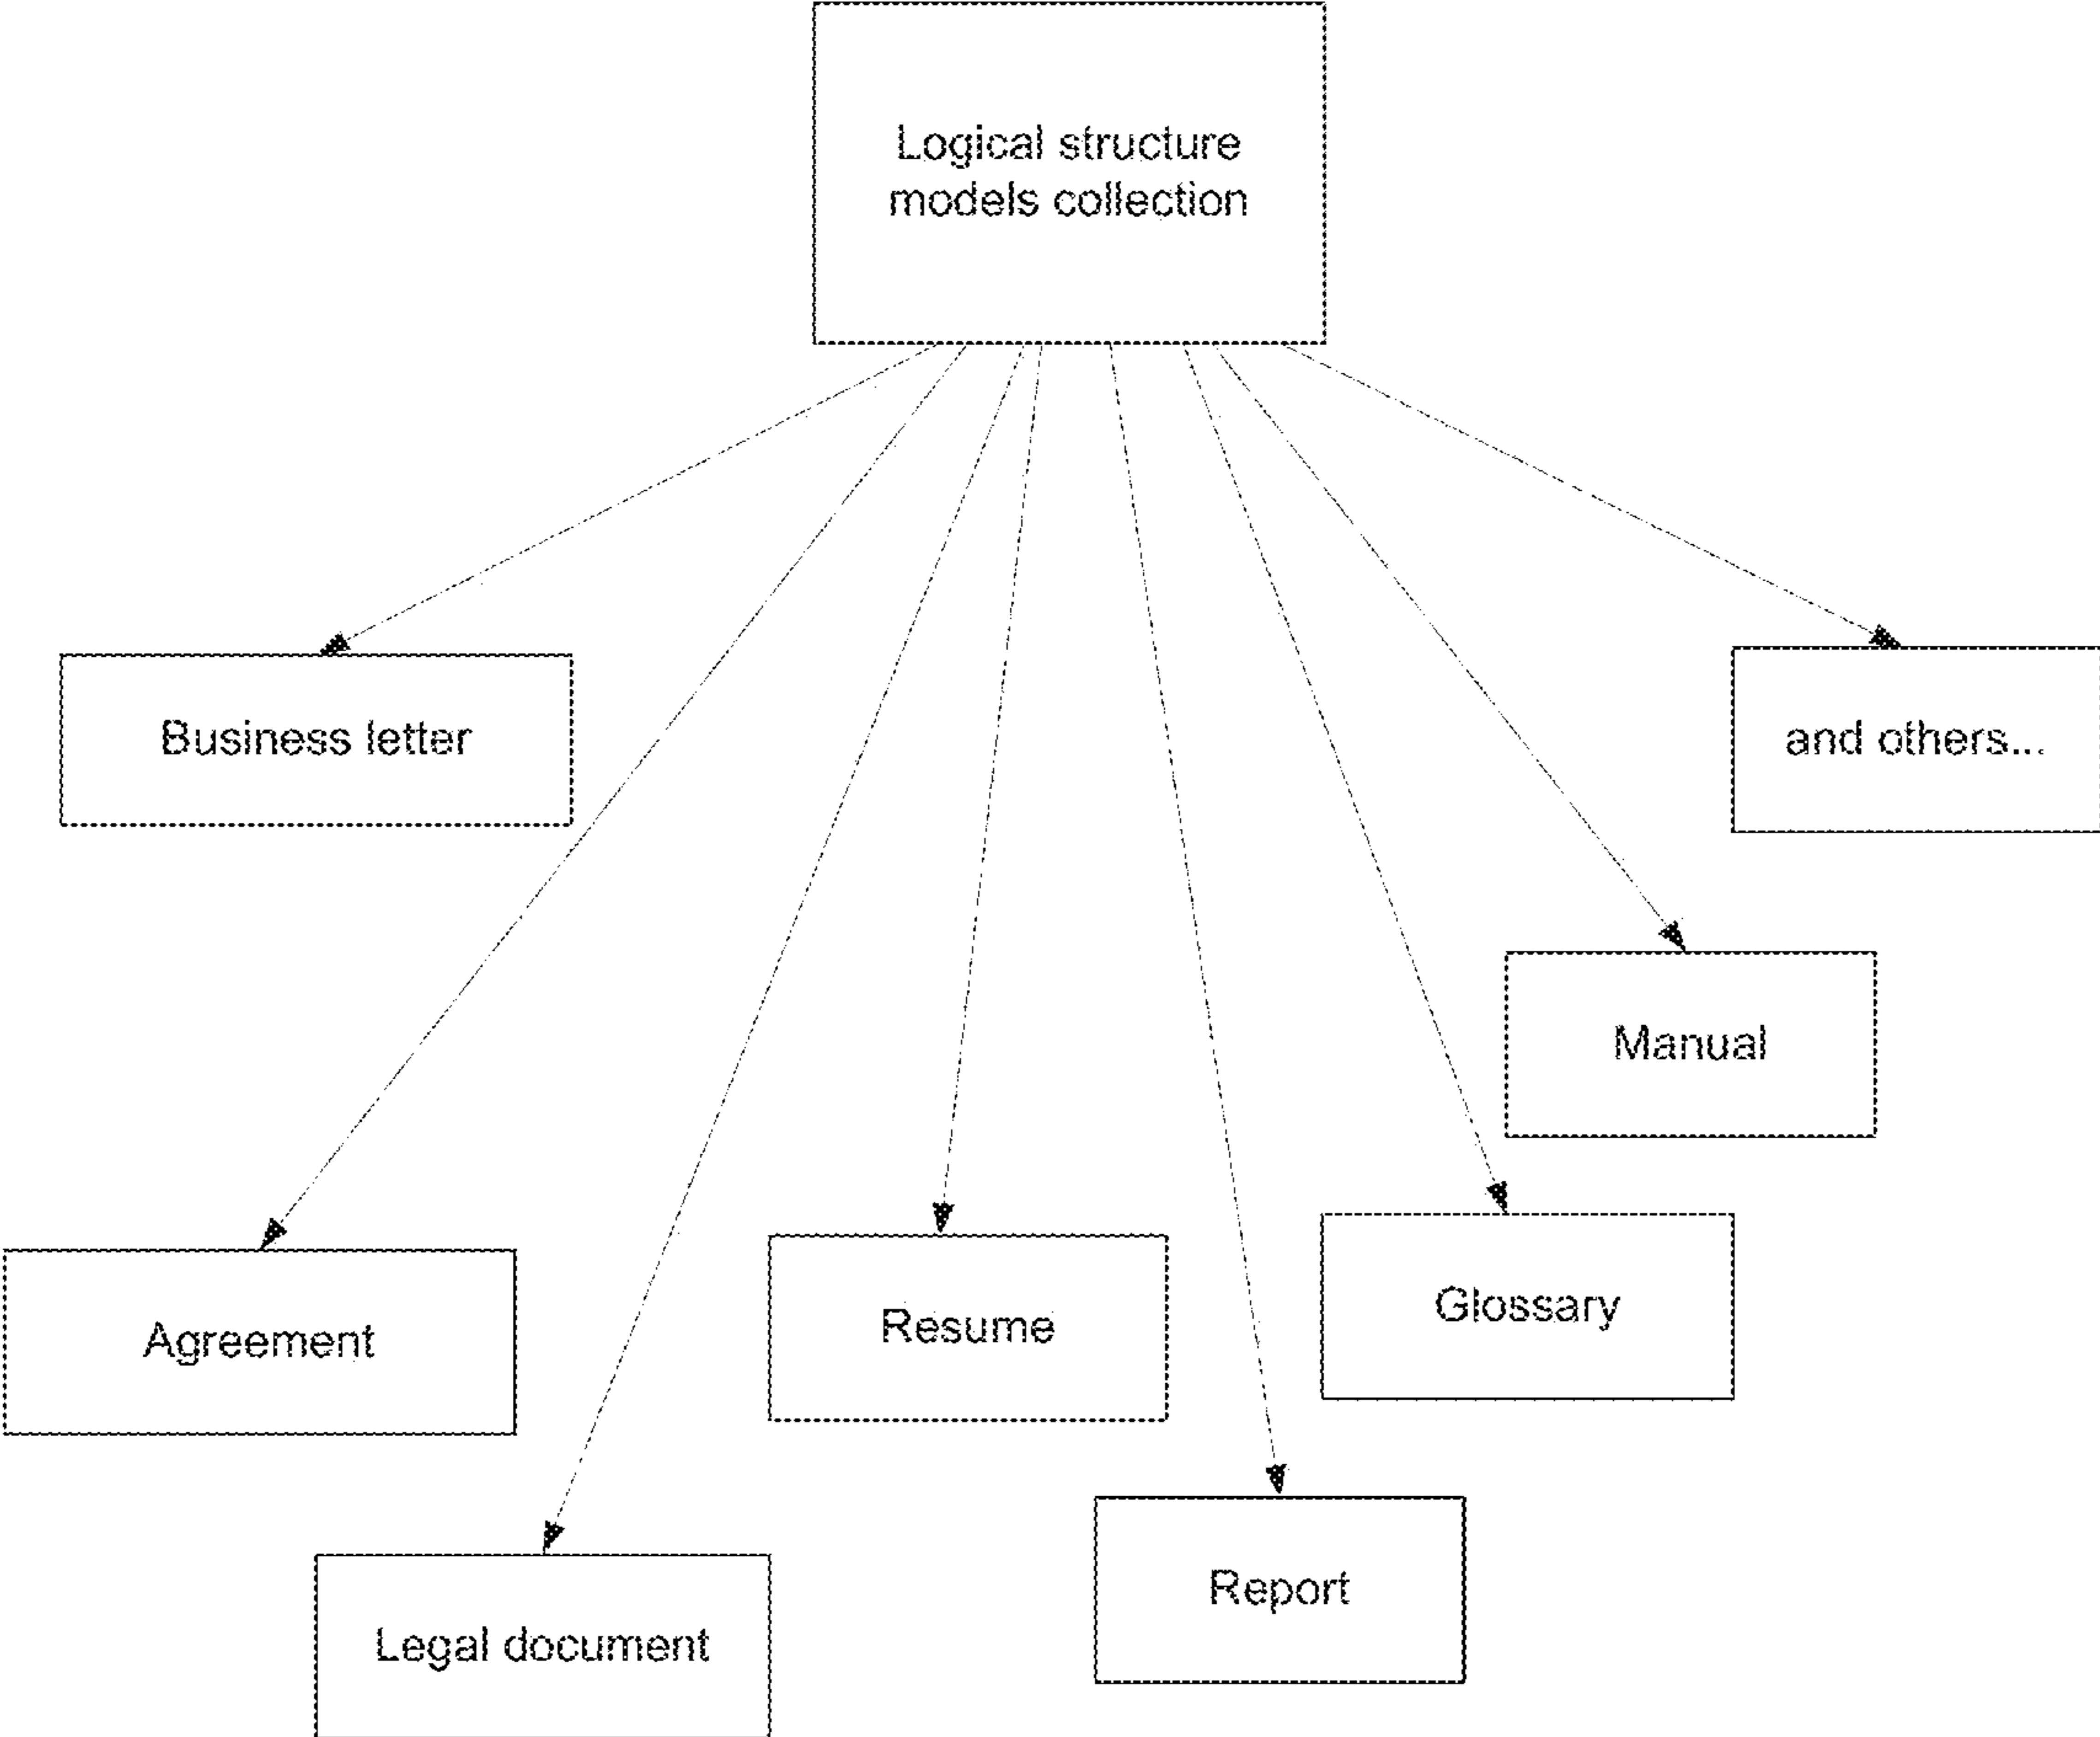 Logical structure
models collection
Business letter
and others...
Manual
Glossary
Resume
Agreement
Report
Legal document